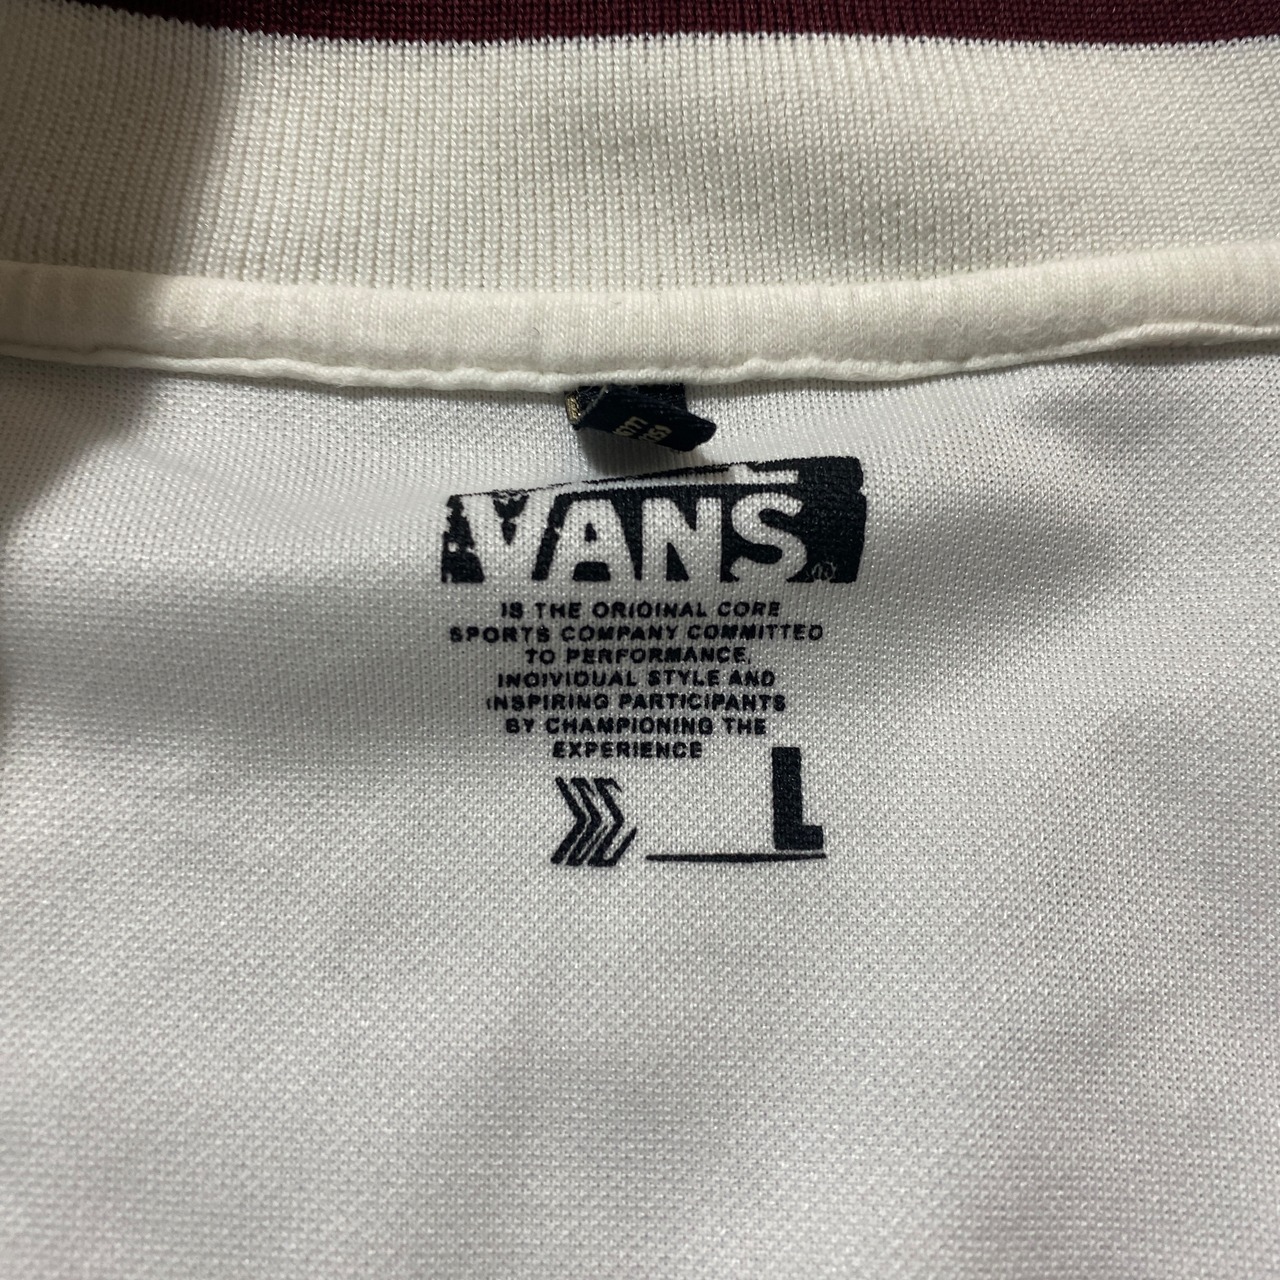 VANS
IS THE ORIGINAL CORE
SPORTS COMPANY COMMITTED
TO PERFORMANCE,
INDIVIDUAL STYLE AND
INSPIRING PARTICIPANTS
BY CHAMPIONING THE
EXPERIENCE
L